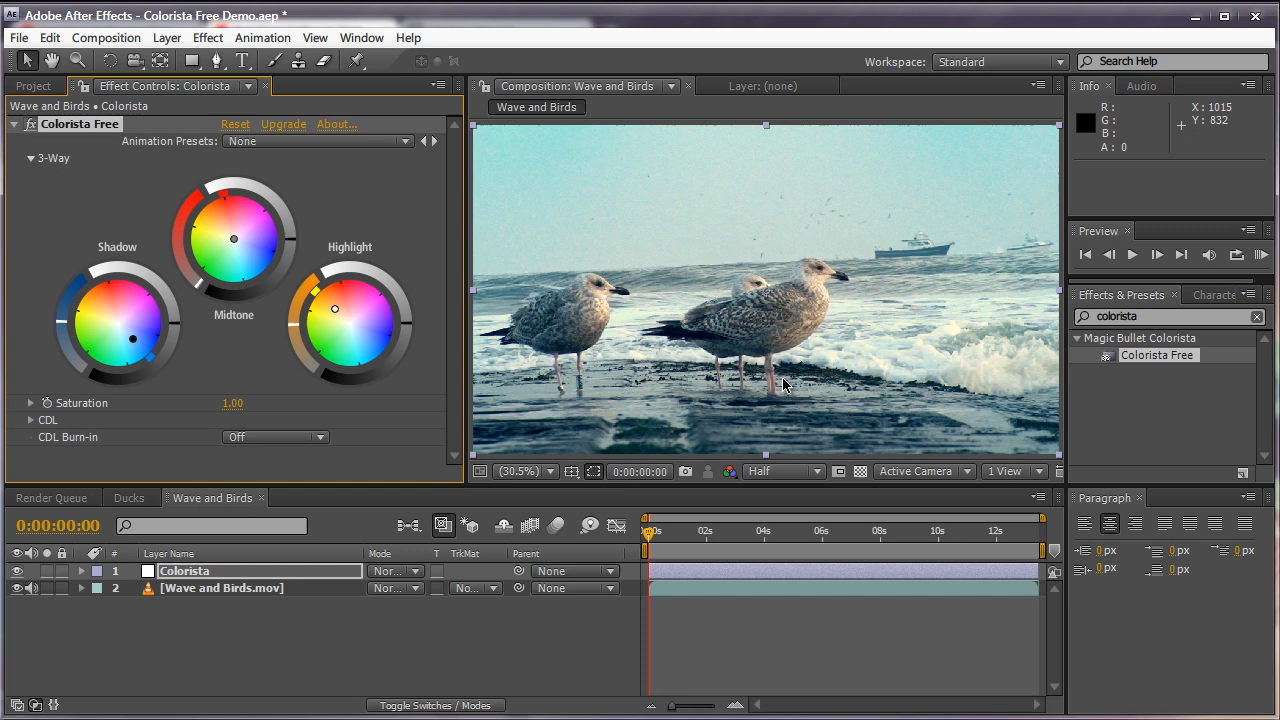 Adobe After Effects - Colorista Free Demo.aep *
File Edit Composition Layer Effect Animation View Window Help
Workspace: Standard Search Help
Project Effect Controls: Colorista
Wave and Birds • Colorista
Colorista Free Reset Upgrade About...
Animation Presets: None
3-Way
Shadow
Highlight
Midtone
Saturation 1.00
CDL
CDL Burn-in Off
Composition: Wave and Birds Layer: (none)
Wave and Birds
(30.5%) 0:00:00:00 Half Active Camera 1 View
Info Audio
R: X: 1015
G: Y: 832
B:
A: 0
Preview
Effects & Presets Characte
colorista
Magic Bullet Colorista
Colorista Free
Render Queue Ducks Wave and Birds
0:00:00:00
02s 04s 06s 08s 10s 12s
# Layer Name Mode T TrkMat Parent
1 Colorista Nor... None
2 [Wave and Birds.mov] Nor... No... None
Toggle Switches / Modes
Paragraph
0 px 0 px 0 px
0 px 0 px